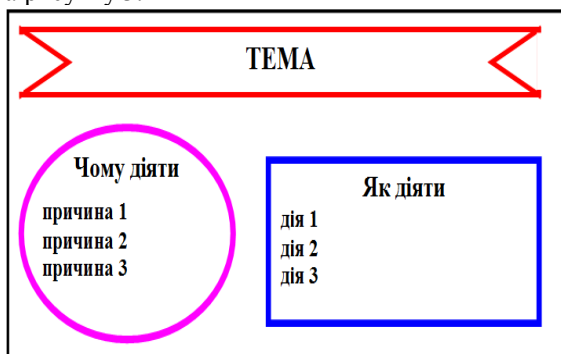 ТЕМА
Чому діяти
причина 1
причина 2
причина 3
Як діяти
дія 1
дія 2
дія 3